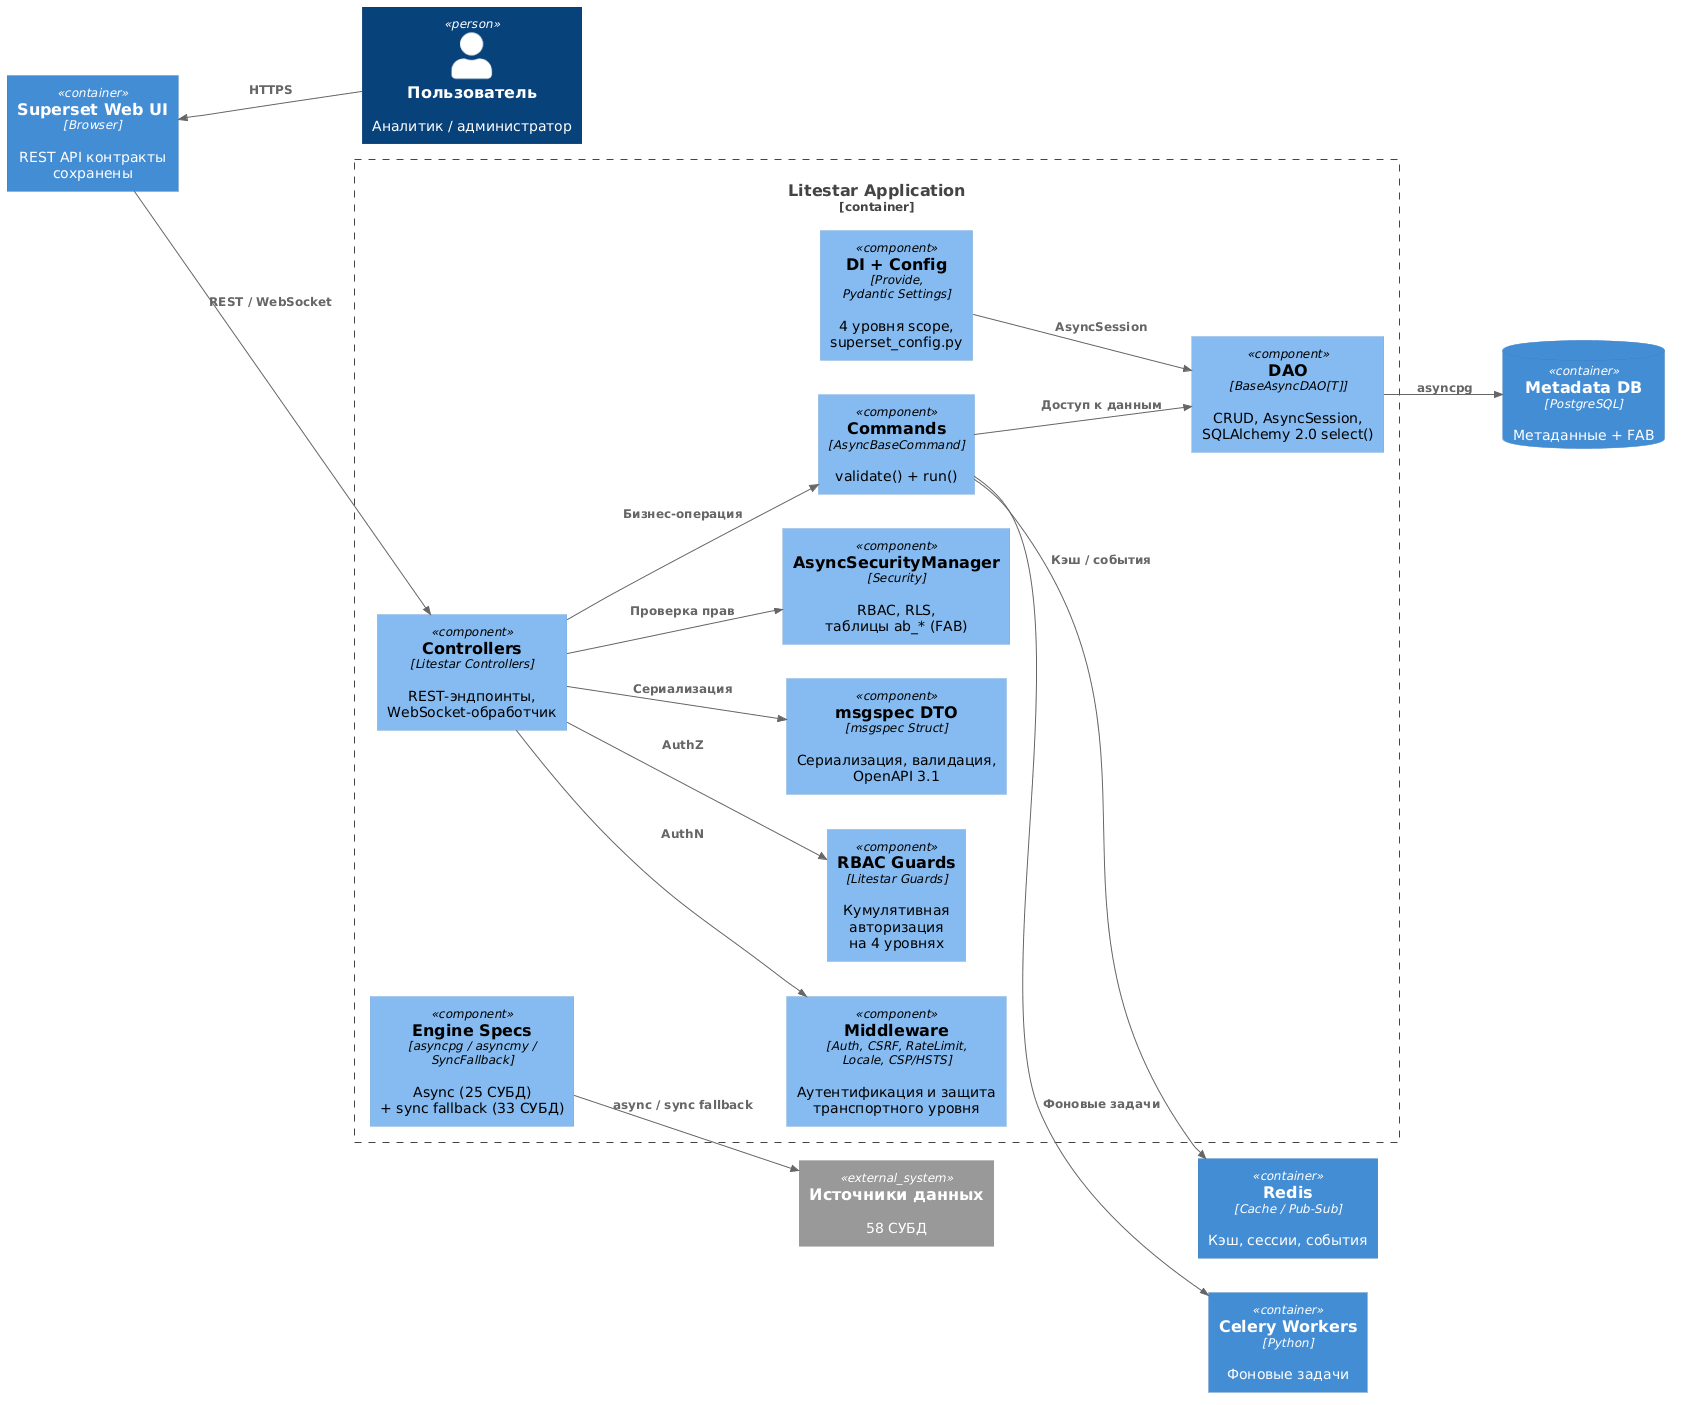 «person»
Пользователь
Аналитик / администратор
«container»
Superset Web UI
[Browser]
REST API контракты
сохранены
HTTPS
REST / WebSocket
Litestar Application
[container]
«component»
DI + Config
[Provide,
Pydantic Settings]
4 уровня scope,
superset_config.py
AsyncSession
«component»
DAO
[BaseAsyncDAO[T]]
CRUD, AsyncSession,
SQLAlchemy 2.0 select()
asyncpg
«container»
Metadata DB
[PostgreSQL]
Метаданные + FAB
«component»
Commands
[AsyncBaseCommand]
validate() + run()
Доступ к данным
Бизнес-операция
Кэш / события
«component»
AsyncSecurityManager
[Security]
RBAC, RLS,
таблицы ab_* (FAB)
Проверка прав
«component»
Controllers
[Litestar Controllers]
REST-эндпоинты,
WebSocket-обработчик
Сериализация
«component»
msgspec DTO
[msgspec Struct]
Сериализация, валидация,
OpenAPI 3.1
AuthZ
AuthN
«component»
RBAC Guards
[Litestar Guards]
Кумулятивная
авторизация
на 4 уровнях
«component»
Engine Specs
[asyncpg / asyncmy /
SyncFallback]
Async (25 СУБД)
+ sync fallback (33 СУБД)
«component»
Middleware
[Auth, CSRF, RateLimit,
Locale, CSP/HSTS]
Аутентификация и защита
транспортного уровня
async / sync fallback
Фоновые задачи
«external_system»
Источники данных
58 СУБД
«container»
Redis
[Cache / Pub-Sub]
Кэш, сессии, события
«container»
Celery Workers
[Python]
Фоновые задачи